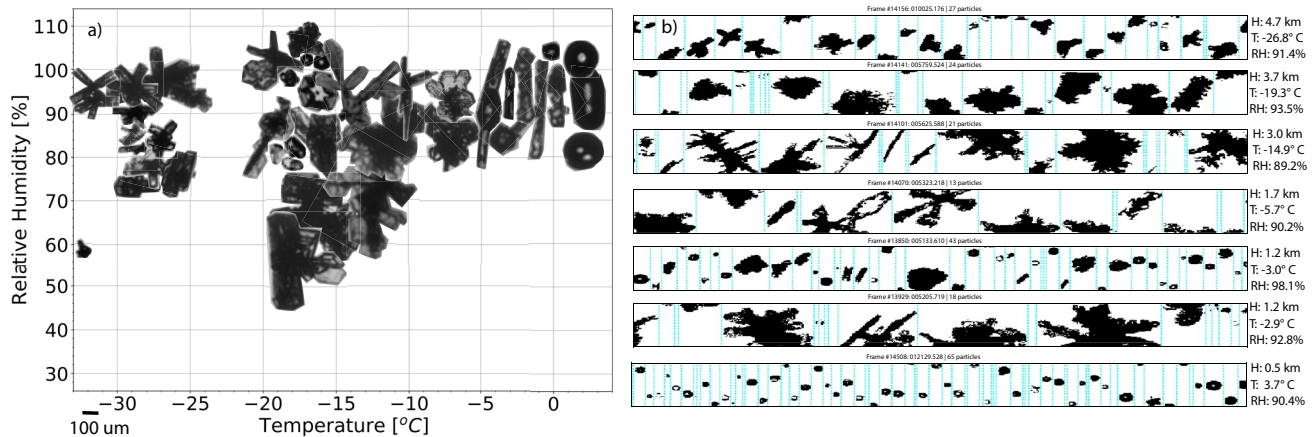 a)
110
100
90
80
70
60
50
40
30
Relative Humidity [%]
−30
−25
−20
−15
−10
−5
0
Temperature [°C]
100 um
b)
Frame #14156: 010025.176 | 27 particles
H: 4.7 km
T: -26.8° C
RH: 91.4%
Frame #14141: 005759.524 | 24 particles
H: 3.7 km
T: -19.3° C
RH: 93.5%
Frame #14101: 005625.588 | 21 particles
H: 3.0 km
T: -14.9° C
RH: 89.2%
Frame #14070: 005323.218 | 13 particles
H: 1.7 km
T: -5.7° C
RH: 90.2%
Frame #13850: 005133.610 | 43 particles
H: 1.2 km
T: -3.0° C
RH: 98.1%
Frame #13929: 005205.719 | 18 particles
H: 1.2 km
T: -2.9° C
RH: 92.8%
Frame #14508: 012129.528 | 65 particles
H: 0.5 km
T: 3.7° C
RH: 90.4%